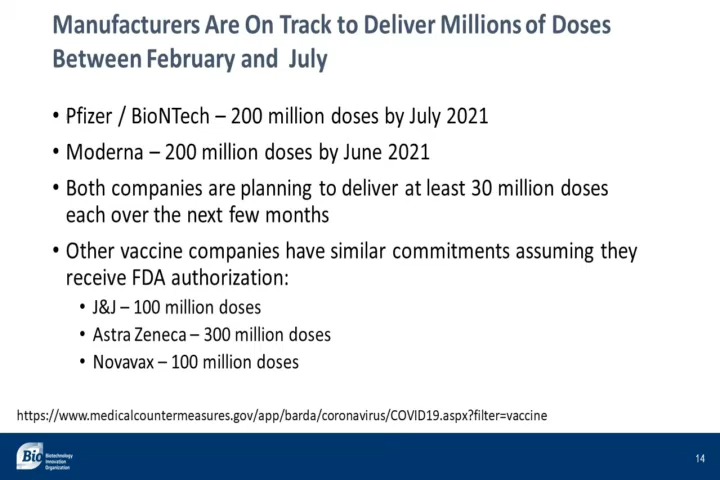 Manufacturers Are On Track to Deliver Millions of Doses
Between February and July
• Pfizer / BioNTech – 200 million doses by July 2021
• Moderna – 200 million doses by June 2021
• Both companies are planning to deliver at least 30 million doses
each over the next few months
• Other vaccine companies have similar commitments assuming they
receive FDA authorization:
• J&J – 100 million doses
• Astra Zeneca – 300 million doses
• Novavax – 100 million doses
https://www.medicalcountermeasures.gov/app/barda/coronavirus/COVID19.aspx?filter=vaccine
Bio
Biotechnology
Innovation
Organization
14